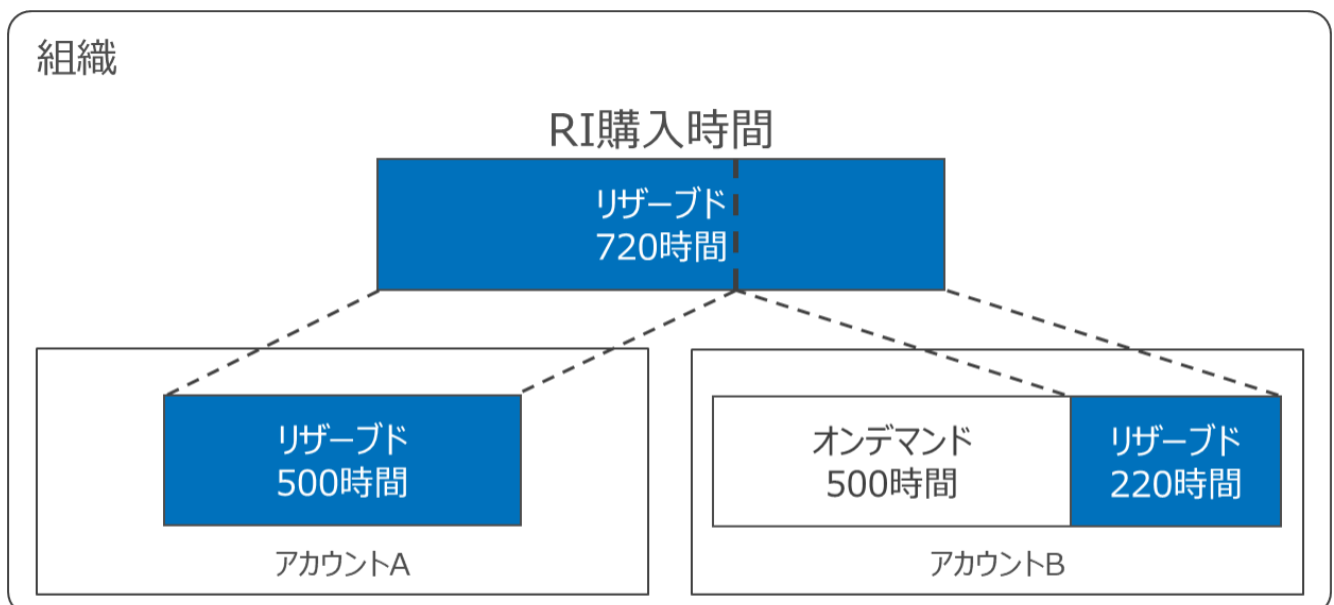 組織
RI購入時間
リザーブド
720時間
リザーブド
500時間
アカウントA
オンデマンド
500時間
リザーブド
220時間
アカウントB